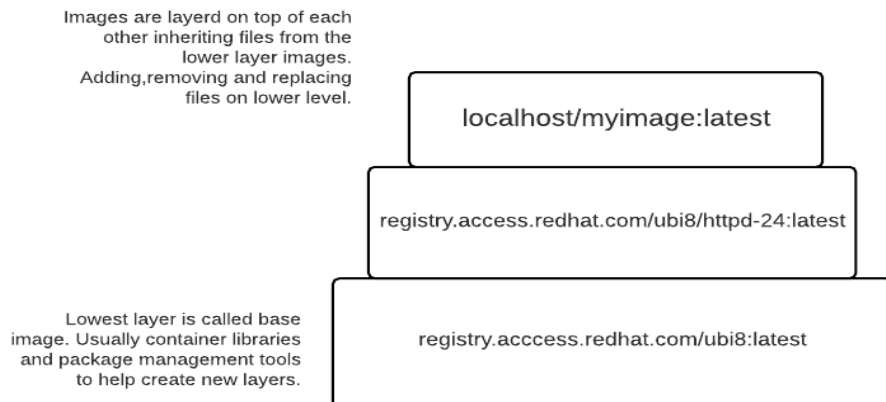 Images are layerd on top of each
other inheriting files from the
lower layer images.
Adding,removing and replacing
files on lower level.
localhost/myimage:latest
registry.access.redhat.com/ubi8/httpd-24:latest
Lowest layer is called base
image. Usually container libraries
and package management tools
to help create new layers.
registry.acccess.redhat.com/ubi8:latest